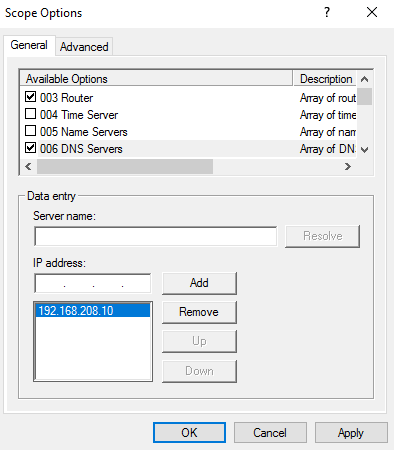 Scope Options
? ×
General Advanced
Available Options Description
003 Router Array of rout
004 Time Server Array of time
005 Name Servers Array of nam
006 DNS Servers Array of DN
Data entry
Server name:
Resolve
IP address:
. . . Add
192.168.208.10 Remove
Up
Down
OK Cancel Apply